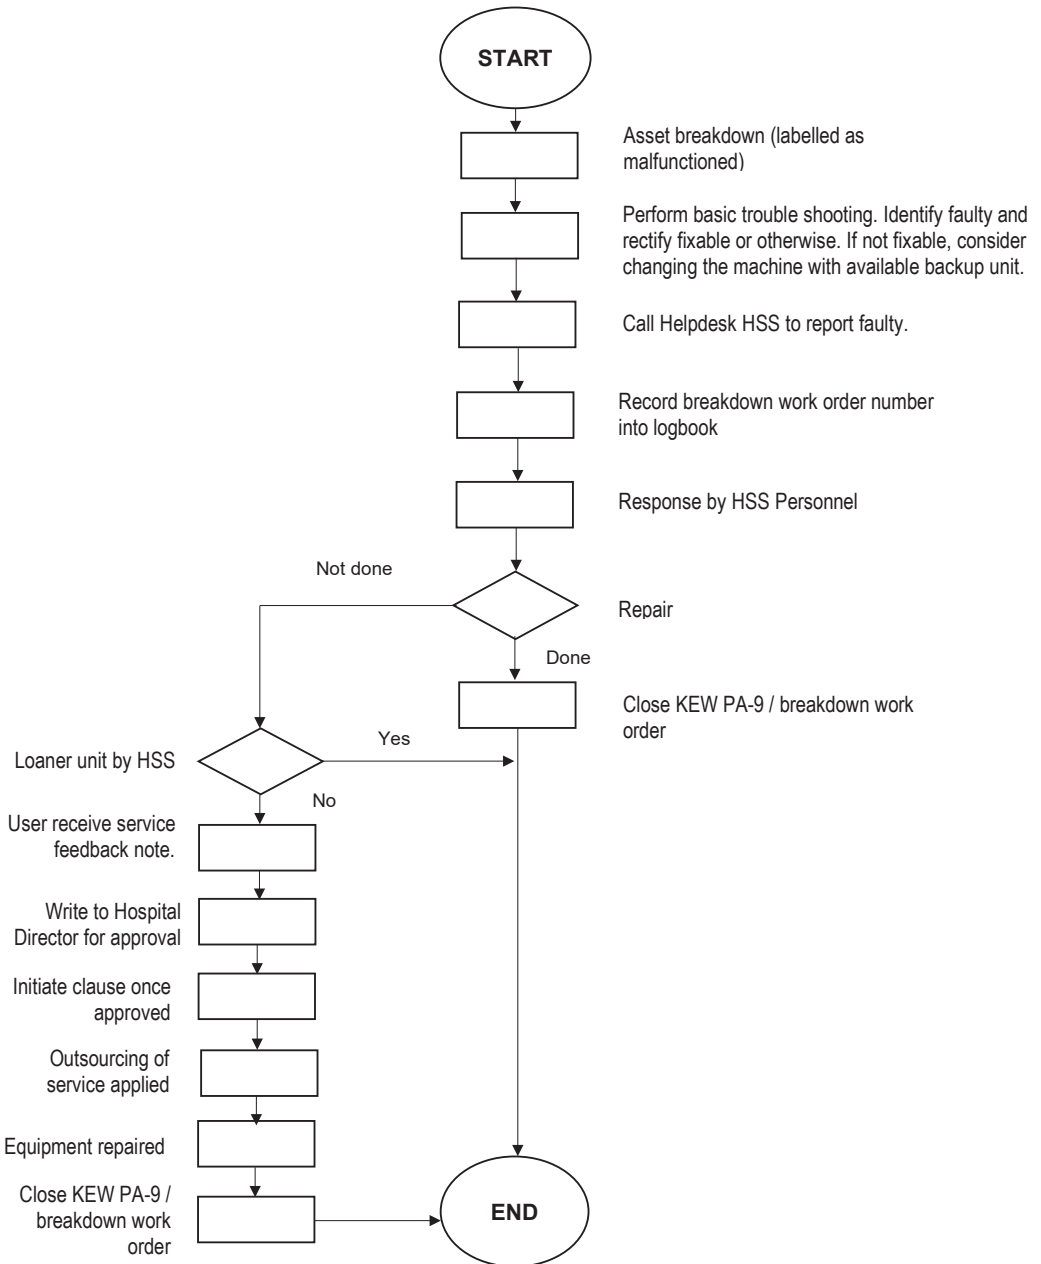 START
Asset breakdown (labelled as
malfunctioned)
Perform basic trouble shooting. Identify faulty and
rectify fixable or otherwise. If not fixable, consider
changing the machine with available backup unit.
Call Helpdesk HSS to report faulty.
Record breakdown work order number
into logbook
Response by HSS Personnel
Not done
Repair
Done
Close KEW PA-9 / breakdown work
order
Yes
Loaner unit by HSS
No
User receive service
feedback note.
Write to Hospital
Director for approval
Initiate clause once
approved
Outsourcing of
service applied
Equipment repaired
Close KEW PA-9 /
breakdown work
order
END